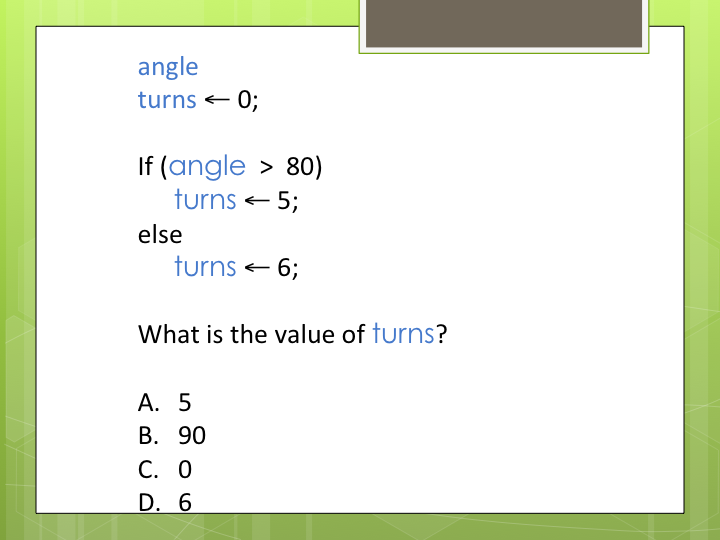 angle
turns ← 0;
If (angle > 80)
turns ← 5;
else
turns ← 6;
What is the value of turns?
A. 5
B. 90
C. 0
D. 6